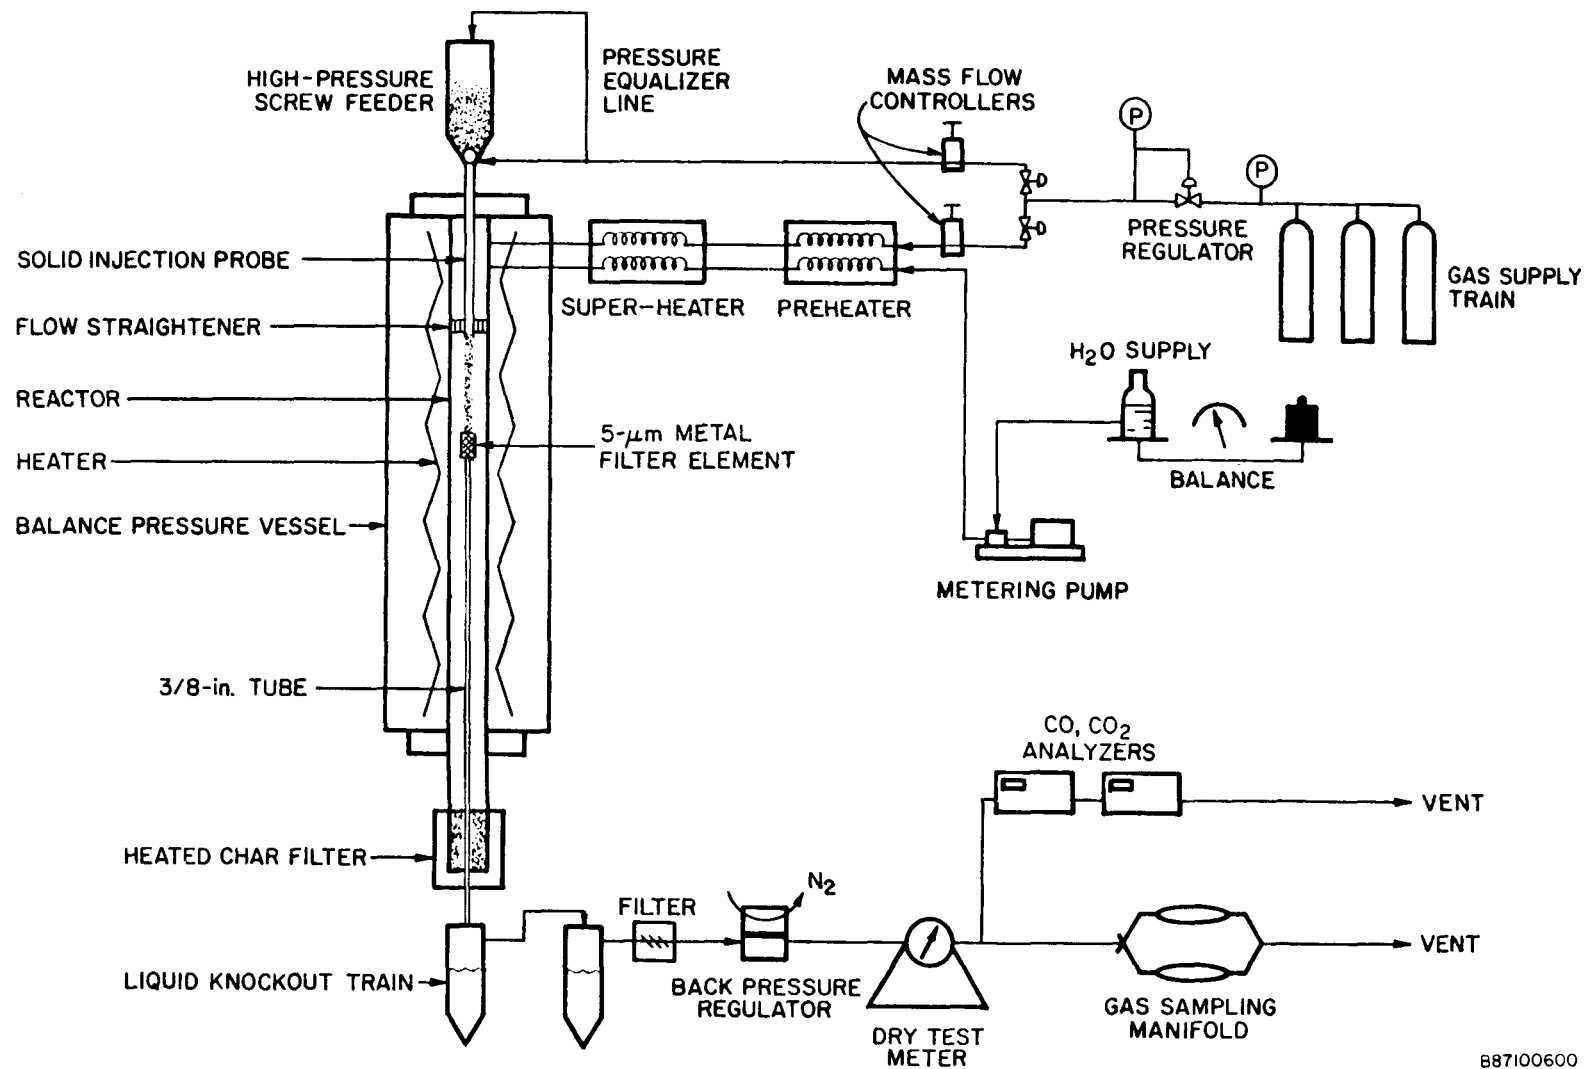 HIGH-PRESSURE
SCREW FEEDER
PRESSURE
EQUALIZER
LINE
MASS FLOW
CONTROLLERS
P
P
PRESSURE
REGULATOR
GAS SUPPLY
TRAIN
SOLID INJECTION PROBE
SUPER-HEATER
PREHEATER
FLOW STRAIGHTENER
H2O SUPPLY
REACTOR
5-μm METAL
FILTER ELEMENT
HEATER
BALANCE
BALANCE PRESSURE VESSEL
METERING PUMP
3/8-in. TUBE
CO, CO2
ANALYZERS
VENT
HEATED CHAR FILTER
N2
FILTER
VENT
LIQUID KNOCKOUT TRAIN
BACK PRESSURE
REGULATOR
DRY TEST
METER
GAS SAMPLING
MANIFOLD
B87100600